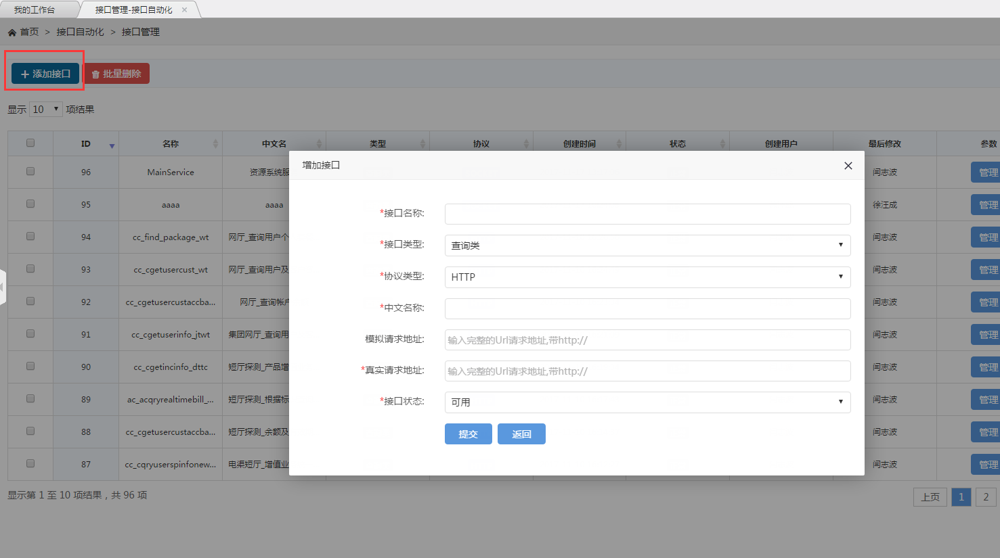 我的工作台 接口管理-接口自动化 ×
首页 > 接口自动化 > 接口管理
添加接口 批量删除
显示 10 项结果
ID 名称 中文名 类型 协议 创建时间 状态 创建用户 最后修改 参数
96 MainService 资源系统服 闫志波 管理
95 aaaa aaaa 徐汪成 管理
94 cc_find_package_wt 网厅_查询用户个 闫志波 管理
93 cc_cgetusercust_wt 网厅_查询用户及 闫志波 管理
92 cc_cgetusercustaccba... 网厅_查询帐户 闫志波 管理
91 cc_cgetuserinfo_jtwt 集团网厅_查询用 闫志波 管理
90 cc_cgetincinfo_dttc 短厅探测_产品增 闫志波 管理
89 ac_acqryrealtimebill_... 短厅探测_根据标 闫志波 管理
88 cc_cgetusercustaccba... 短厅探测_余额及 闫志波 管理
87 cc_cqryuserspinfonew... 电渠短厅_增值业 闫志波 管理
显示第 1 至 10 项结果，共 96 项
上页 1 2
增加接口
*接口名称:
*接口类型: 查询类
*协议类型: HTTP
*中文名称:
模拟请求地址: 输入完整的Url请求地址,带http://
*真实请求地址: 输入完整的Url请求地址,带http://
*接口状态: 可用
提交 返回